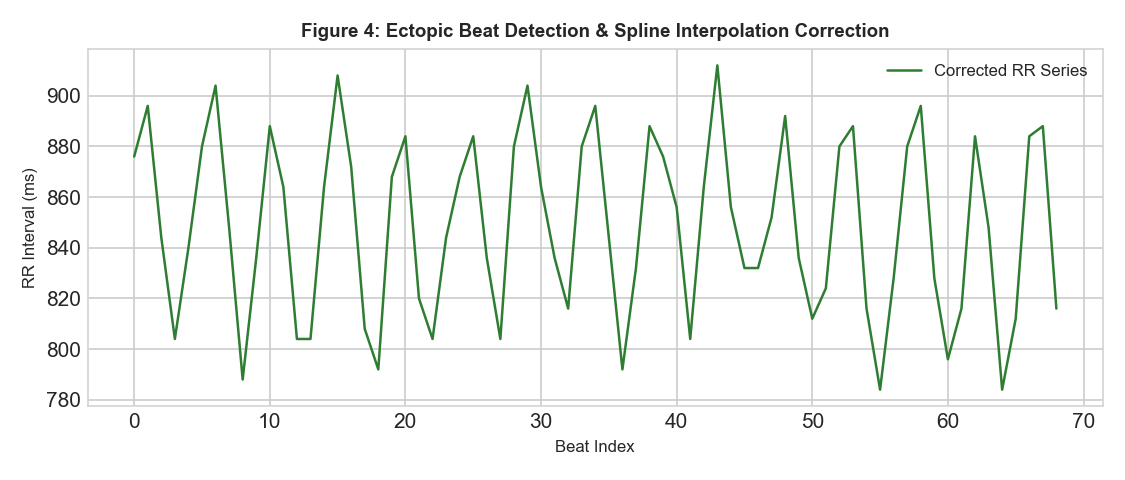 Figure 4: Ectopic Beat Detection & Spline Interpolation Correction
Corrected RR Series
RR Interval (ms)
900
880
860
840
820
800
780
0 10 20 30 40 50 60 70
Beat Index